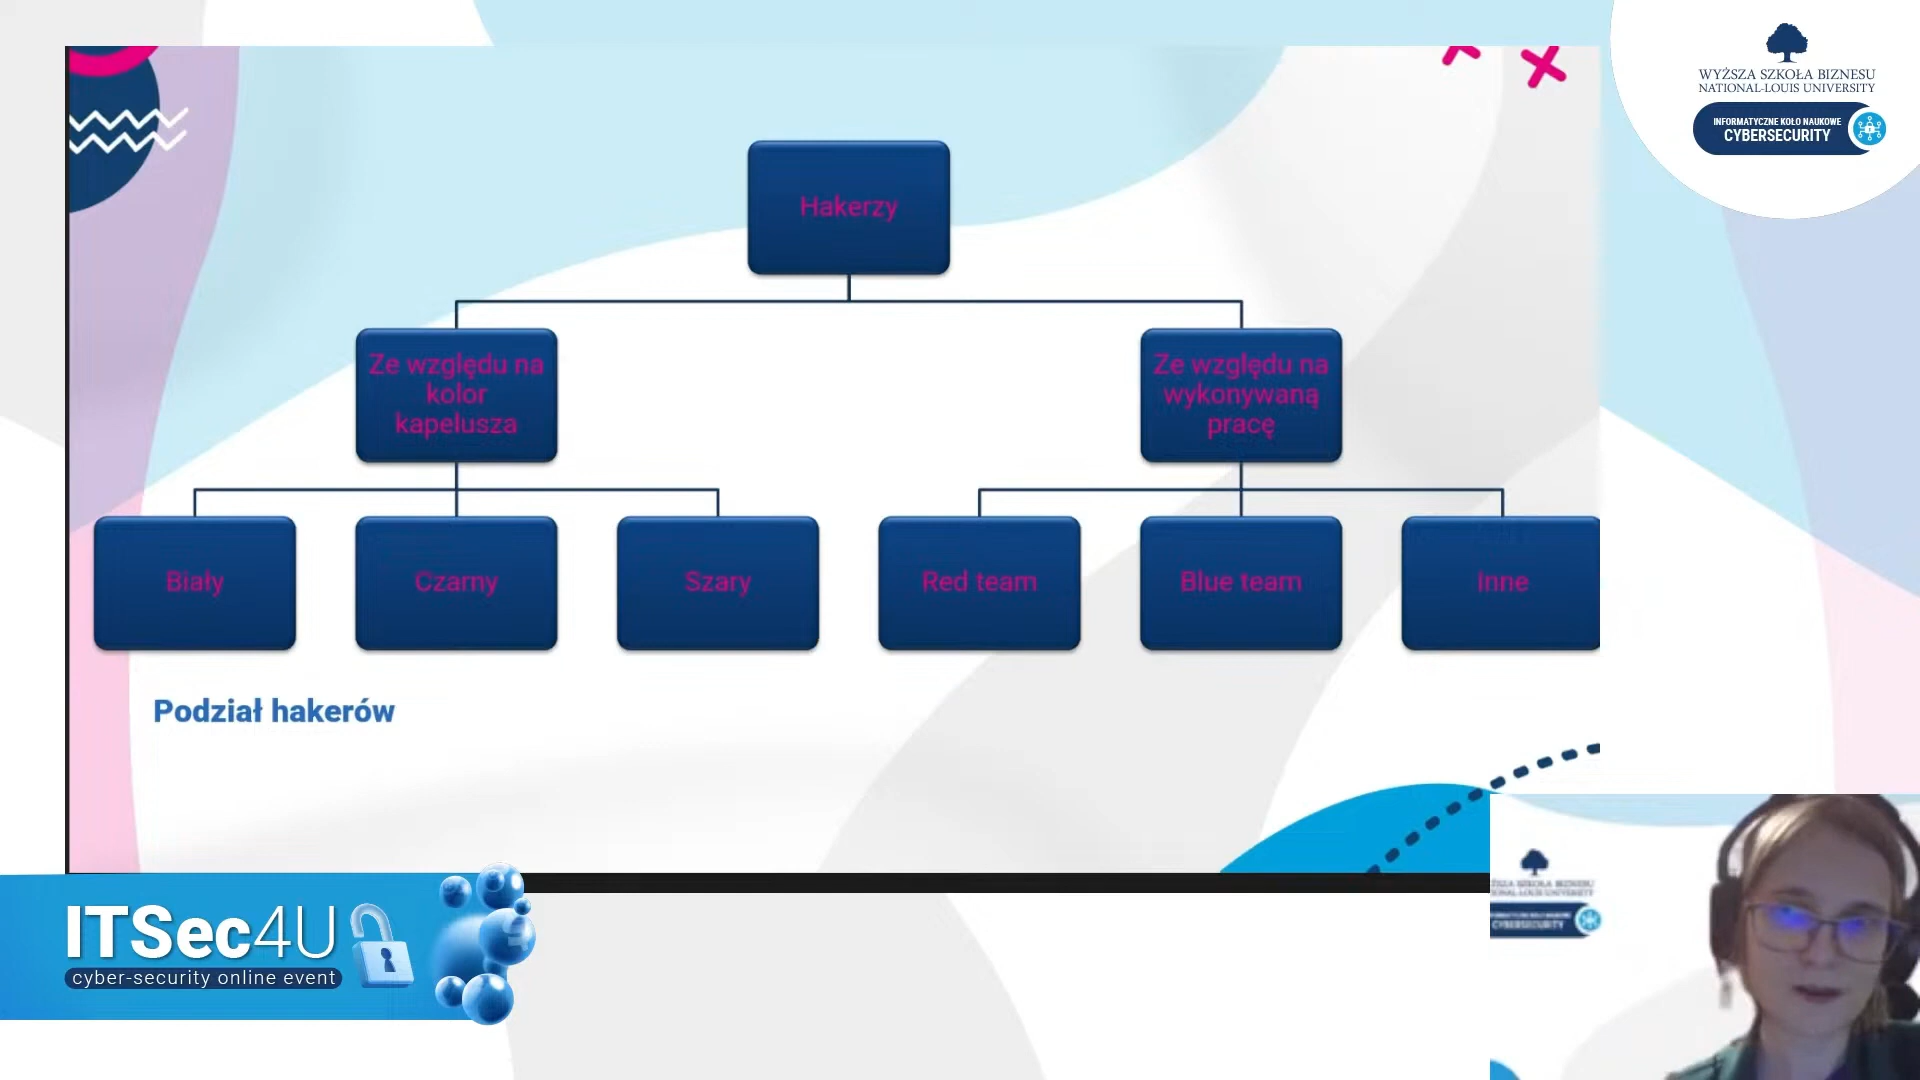 WYŻSZA SZKOŁA BIZNESU
NATIONAL-LOUIS UNIVERSITY
INFORMATYCZNE KOŁO NAUKOWE
CYBERSECURITY
Hakerzy
Ze względu na
kolor
kapelusza
Ze względu na
wykonywaną
pracę
Biały
Czarny
Szary
Red team
Blue team
Inne
Podział hakerów
ITSec4U
cyber-security online event
CYBERSECURITY